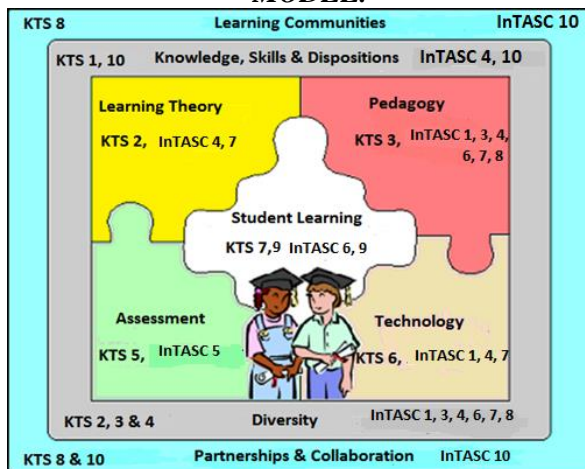 MODEL:
KTS 8 Learning Communities InTASC 10
KTS 1, 10 Knowledge, Skills & Dispositions InTASC 4, 10
Learning Theory
KTS 2, InTASC 4, 7
Pedagogy
KTS 3, InTASC 1, 3, 4,
6, 7, 8
Student Learning
KTS 7,9 InTASC 6, 9
Assessment
KTS 5, InTASC 5
Technology
KTS 6, InTASC 1, 4, 7
KTS 2, 3 & 4 Diversity InTASC 1, 3, 4, 6, 7, 8
KTS 8 & 10 Partnerships & Collaboration InTASC 10